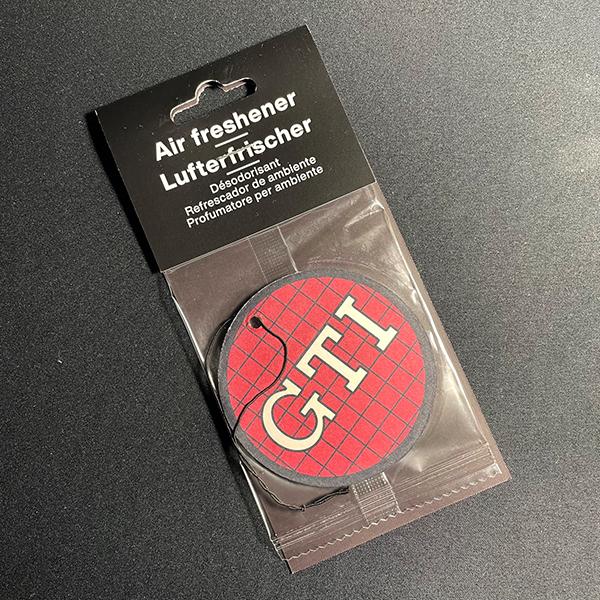 Air freshener
Lufterfrischer
Désodorisant
Refrescador de ambiente
Profumatore per ambiente
GTI